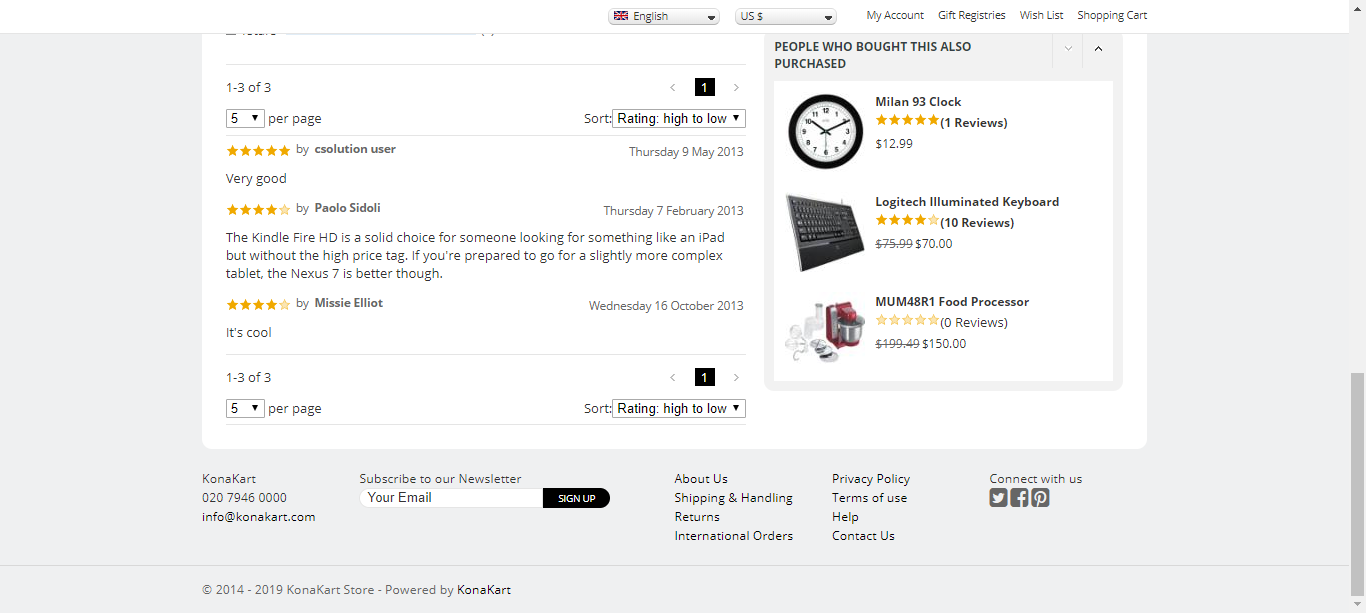 English
US $
My Account
Gift Registries
Wish List
Shopping Cart
1-3 of 3
1
5 per page
Sort: Rating: high to low
by csolution user
Thursday 9 May 2013
Very good
by Paolo Sidoli
Thursday 7 February 2013
The Kindle Fire HD is a solid choice for someone looking for something like an iPad
but without the high price tag. If you're prepared to go for a slightly more complex
tablet, the Nexus 7 is better though.
by Missie Elliot
Wednesday 16 October 2013
It's cool
1-3 of 3
1
5 per page
Sort: Rating: high to low
PEOPLE WHO BOUGHT THIS ALSO
PURCHASED
Milan 93 Clock
(1 Reviews)
$12.99
Logitech Illuminated Keyboard
(10 Reviews)
$75.99 $70.00
MUM48R1 Food Processor
(0 Reviews)
$199.49 $150.00
KonaKart
020 7946 0000
info@konakart.com
Subscribe to our Newsletter
Your Email
SIGN UP
About Us
Shipping & Handling
Returns
International Orders
Privacy Policy
Terms of use
Help
Contact Us
Connect with us
© 2014 - 2019 KonaKart Store - Powered by KonaKart